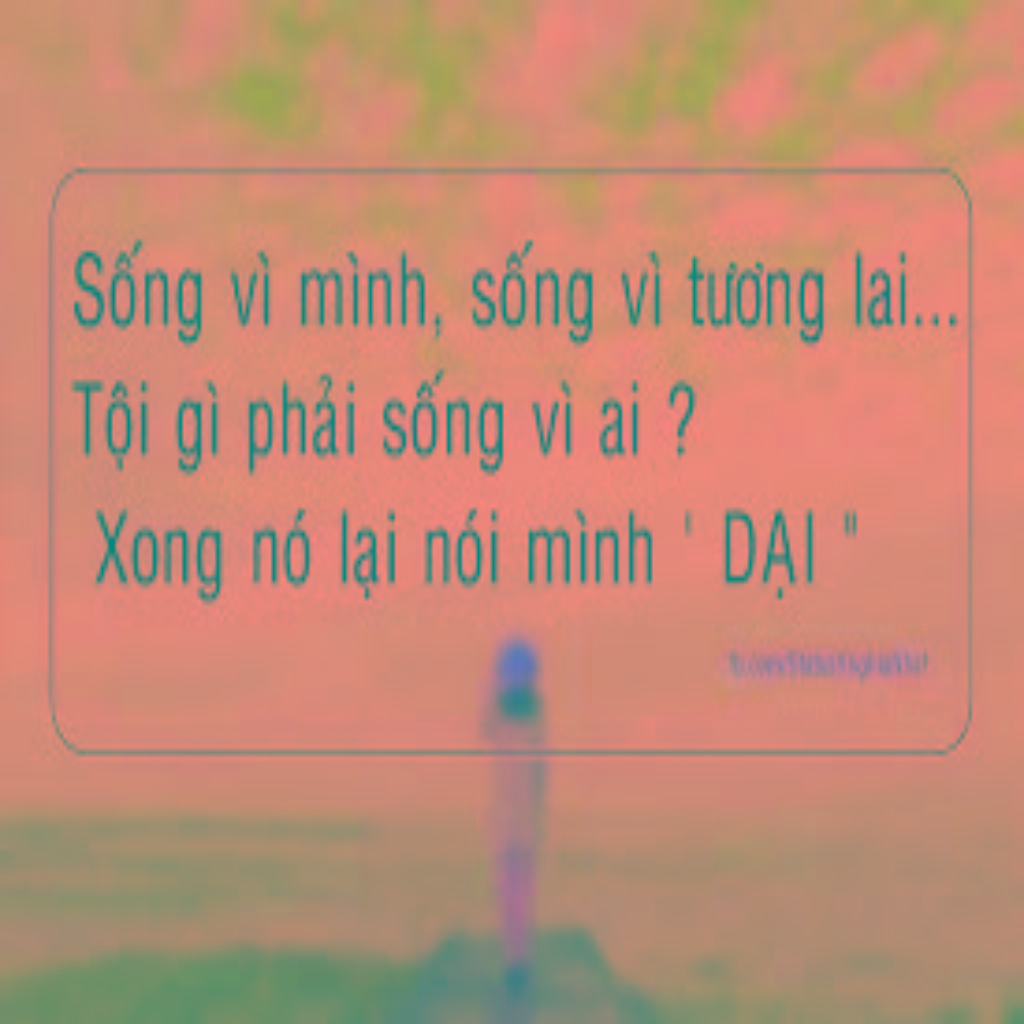 Sống vì mình, sống vì tương lai...
Tội gì phải sống vì ai ?
Xong nó lại nói mình ' DẠI "